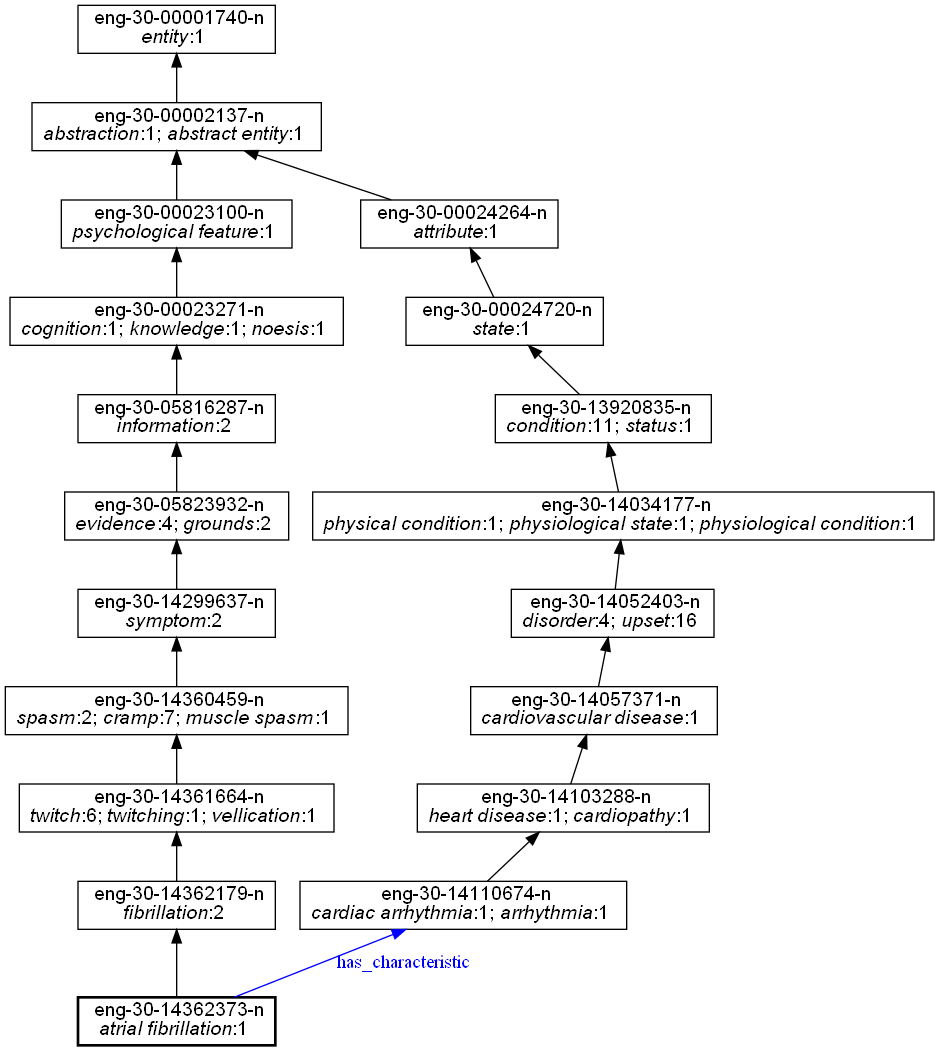 eng-30-00001740-n
entity:1
eng-30-00002137-n
abstraction:1; abstract entity:1
eng-30-00023100-n
psychological feature:1
eng-30-00024264-n
attribute:1
eng-30-00023271-n
cognition:1; knowledge:1; noesis:1
eng-30-00024720-n
state:1
eng-30-05816287-n
information:2
eng-30-13920835-n
condition:11; status:1
eng-30-05823932-n
evidence:4; grounds:2
eng-30-14034177-n
physical condition:1; physiological state:1; physiological condition:1
eng-30-14299637-n
symptom:2
eng-30-14052403-n
disorder:4; upset:16
eng-30-14360459-n
spasm:2; cramp:7; muscle spasm:1
eng-30-14057371-n
cardiovascular disease:1
eng-30-14361664-n
twitch:6; twitching:1; vellication:1
eng-30-14103288-n
heart disease:1; cardiopathy:1
eng-30-14362179-n
fibrillation:2
eng-30-14110674-n
cardiac arrhythmia:1; arrhythmia:1
has_characteristic
eng-30-14362373-n
atrial fibrillation:1